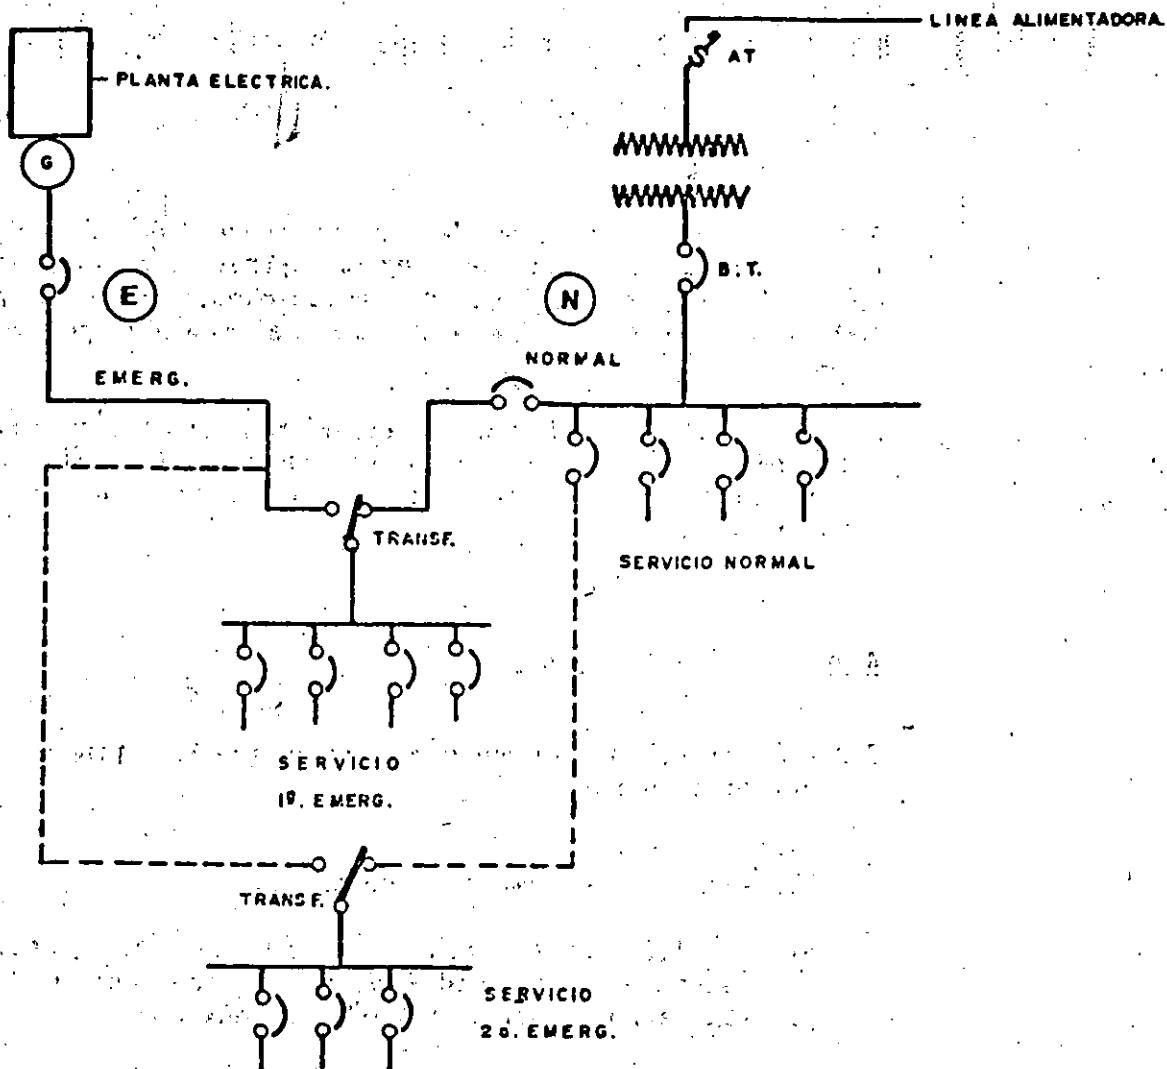 LINEA ALIMENTADORA.
AT
PLANTA ELECTRICA.
G
B.T.
E
N
NORMAL
EMERG.
TRANSF.
SERVICIO NORMAL
SERVICIO
1º. EMERG.
TRANSF.
SERVICIO
2o. EMERG.